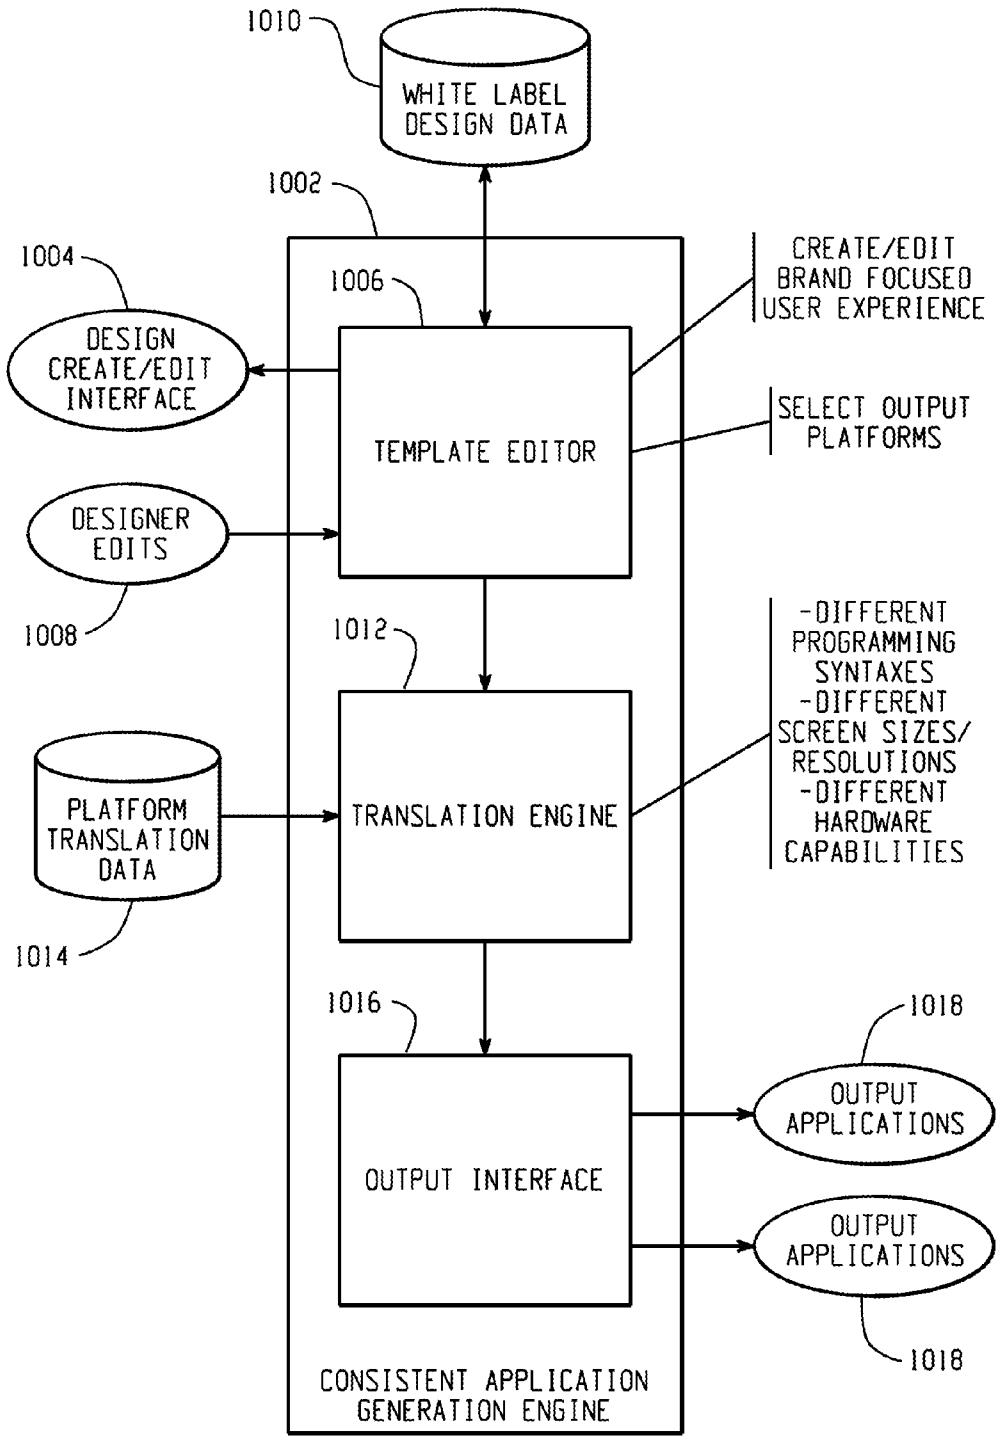 1010
WHITE LABEL
DESIGN DATA
1002
1004
1006
CREATE/EDIT
BRAND FOCUSED
USER EXPERIENCE
DESIGN
CREATE/EDIT
INTERFACE
SELECT OUTPUT
PLATFORMS
TEMPLATE EDITOR
DESIGNER
EDITS
1008
1012
-DIFFERENT
PROGRAMMING
SYNTAXES
-DIFFERENT
SCREEN SIZES/
RESOLUTIONS
-DIFFERENT
HARDWARE
CAPABILITIES
PLATFORM
TRANSLATION
DATA
TRANSLATION ENGINE
1014
1016
1018
OUTPUT
APPLICATIONS
OUTPUT INTERFACE
OUTPUT
APPLICATIONS
1018
CONSISTENT APPLICATION
GENERATION ENGINE